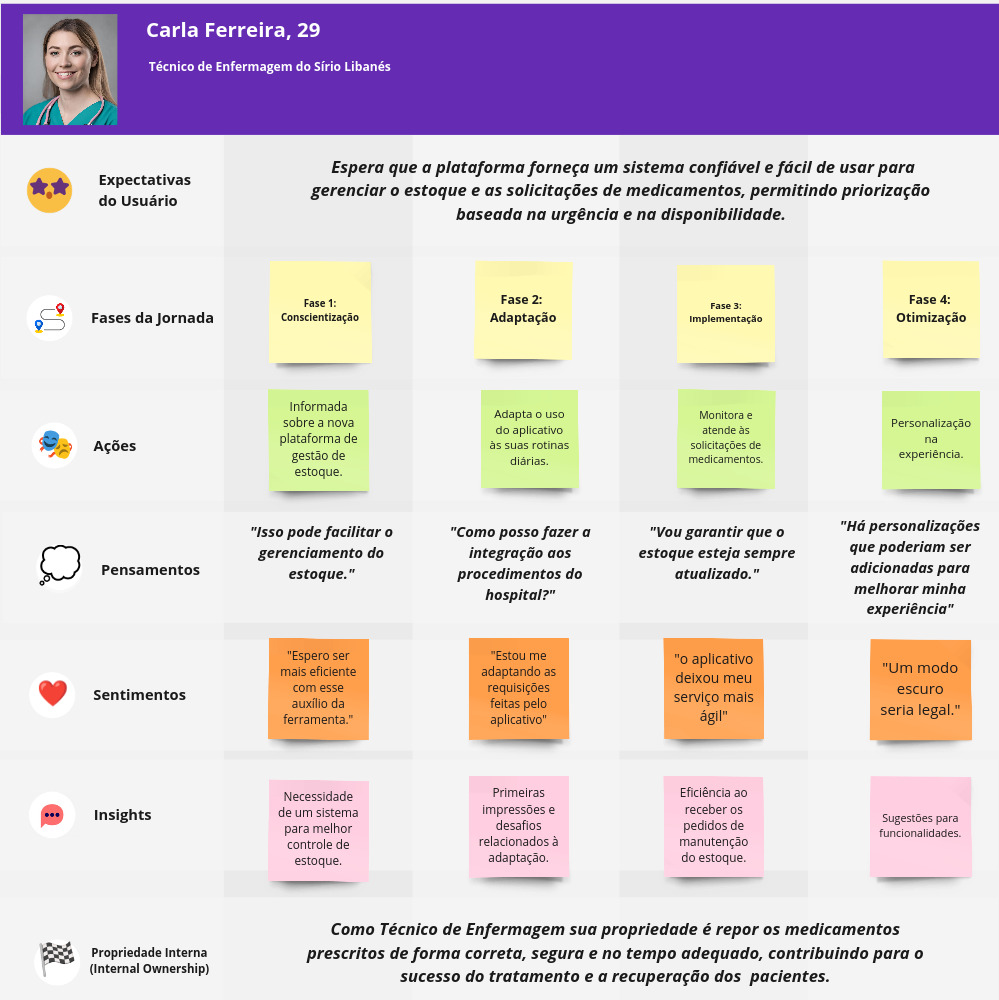 Carla Ferreira, 29
Técnico de Enfermagem do Sírio Libanés
Expectativas
do Usuário
Espera que a plataforma forneça um sistema confiável e fácil de usar para
gerenciar o estoque e as solicitações de medicamentos, permitindo priorização
baseada na urgência e na disponibilidade.
Fases da Jornada
Fase 1:
Conscientização
Fase 2:
Adaptação
Fase 3:
Implementação
Fase 4:
Otimização
Ações
Informada
sobre a nova
plataforma de
gestão de
estoque.
Adapta o uso
do aplicativo
às suas rotinas
diárias.
Monitora e
atende às
solicitações de
medicamentos.
Personalização
na
experiência.
Pensamentos
"Isso pode facilitar o
gerenciamento do
estoque."
"Como posso fazer a
integração aos
procedimentos do
hospital?"
"Vou garantir que o
estoque esteja sempre
atualizado."
"Há personalizações
que poderiam ser
adicionadas para
melhorar minha
experiência"
Sentimentos
"Espero ser
mais eficiente
com esse
auxílio da
ferramenta."
"Estou me
adaptando as
requisições
feitas pelo
aplicativo"
"o aplicativo
deixou meu
serviço mais
ágil"
"Um modo
escuro
seria legal."
Insights
Necessidade
de um sistema
para melhor
controle de
estoque.
Primeiras
impressões e
desafios
relacionados à
adaptação.
Eficiência ao
receber os
pedidos de
manutenção
do estoque.
Sugestões para
funcionalidades.
Propriedade Interna
(Internal Ownership)
Como Técnico de Enfermagem sua propriedade é repor os medicamentos
prescritos de forma correta, segura e no tempo adequado, contribuindo para o
sucesso do tratamento e a recuperação dos pacientes.